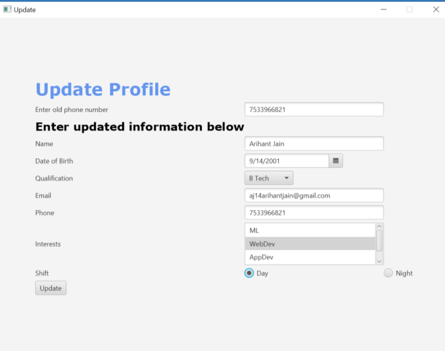 Update
Update Profile
Enter old phone number 7533966821
Enter updated information below
Name Arihant Jain
Date of Birth 9/14/2001
Qualification B Tech
Email aj14arihantjain@gmail.com
Phone 7533966821
ML
Interests WebDev
AppDev
Shift Day Night
Update